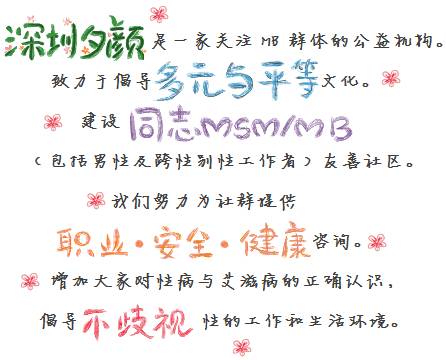 深圳夕颜是一家关注MB群体的公益机构。
致力于倡导多元与平等文化。
建设同志MSM/MB
（包括男性及跨性别性工作者）友善社区。
我们努力为社群提供
职业·安全·健康咨询。
增加大家对性病与艾滋病的正确认识，
倡导不歧视性的工作和生活环境。